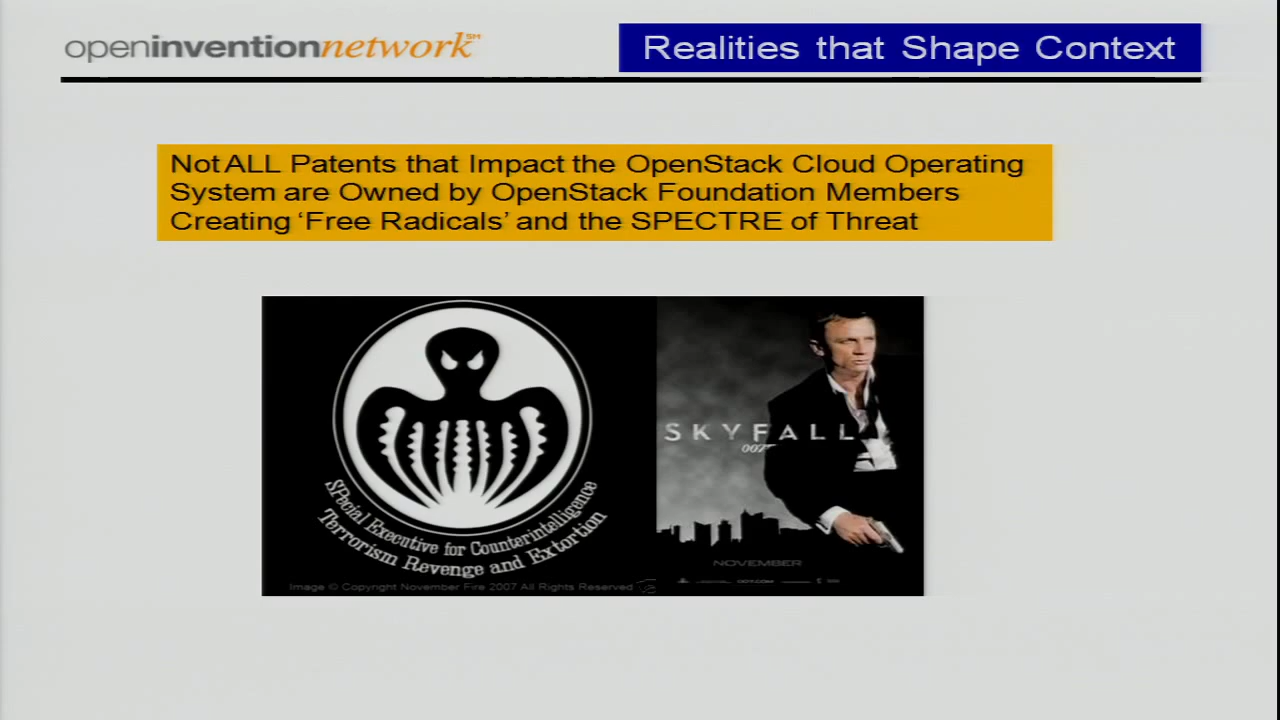 openinventionnetwork℠
Realities that Shape Context
Not ALL Patents that Impact the OpenStack Cloud Operating
System are Owned by OpenStack Foundation Members
Creating ‘Free Radicals’ and the SPECTRE of Threat
SPecial Executive for Counterintelligence
Terrorism Revenge and Extortion
Image © Copyright November Fire 2007 All Rights Reserved
SKYFALL
007
NOVEMBER